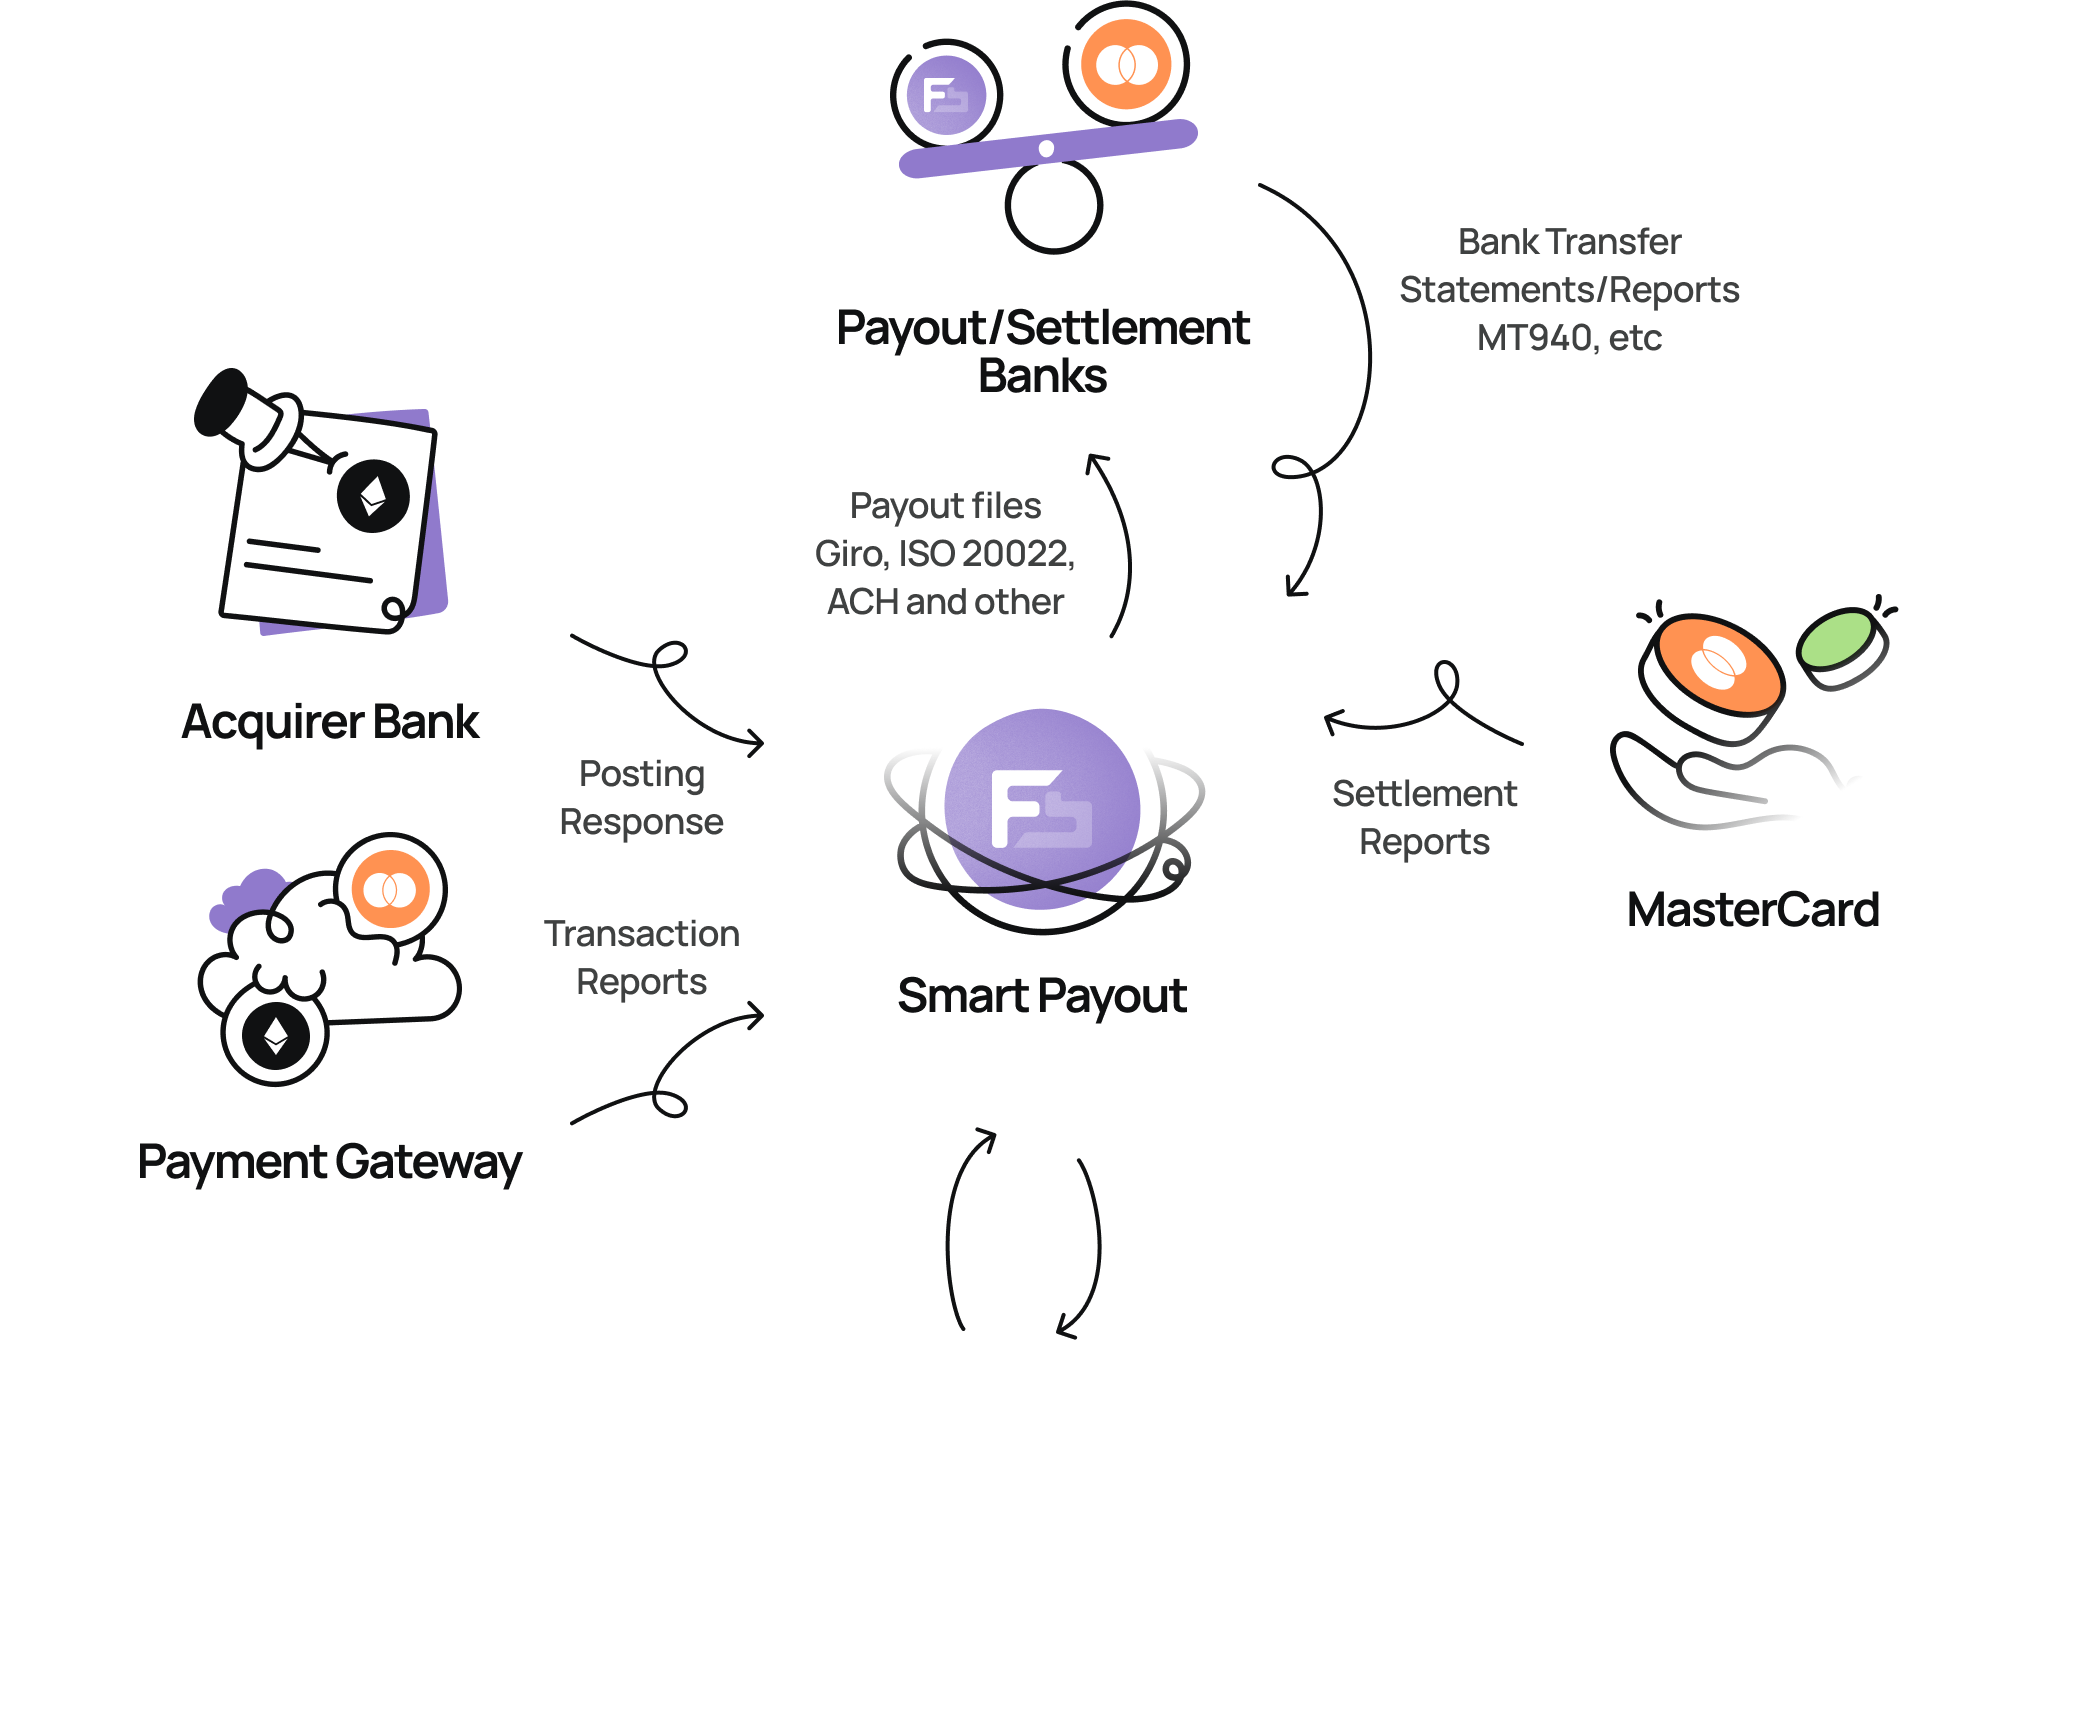 Payout/Settlement
Banks
Bank Transfer
Statements/Reports
MT940, etc
Payout files
Giro, ISO 20022,
ACH and other
Acquirer Bank
Posting
Response
Settlement
Reports
MasterCard
Transaction
Reports
Smart Payout
Payment Gateway